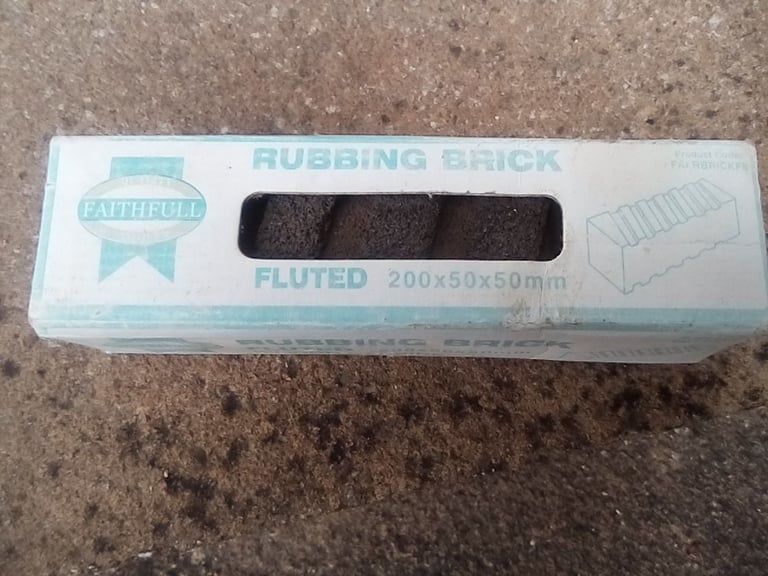 RUBBING BRICK
Product Code:
FAITHFULL
FLUTED 200x50x50mm
RUBBING BRICK